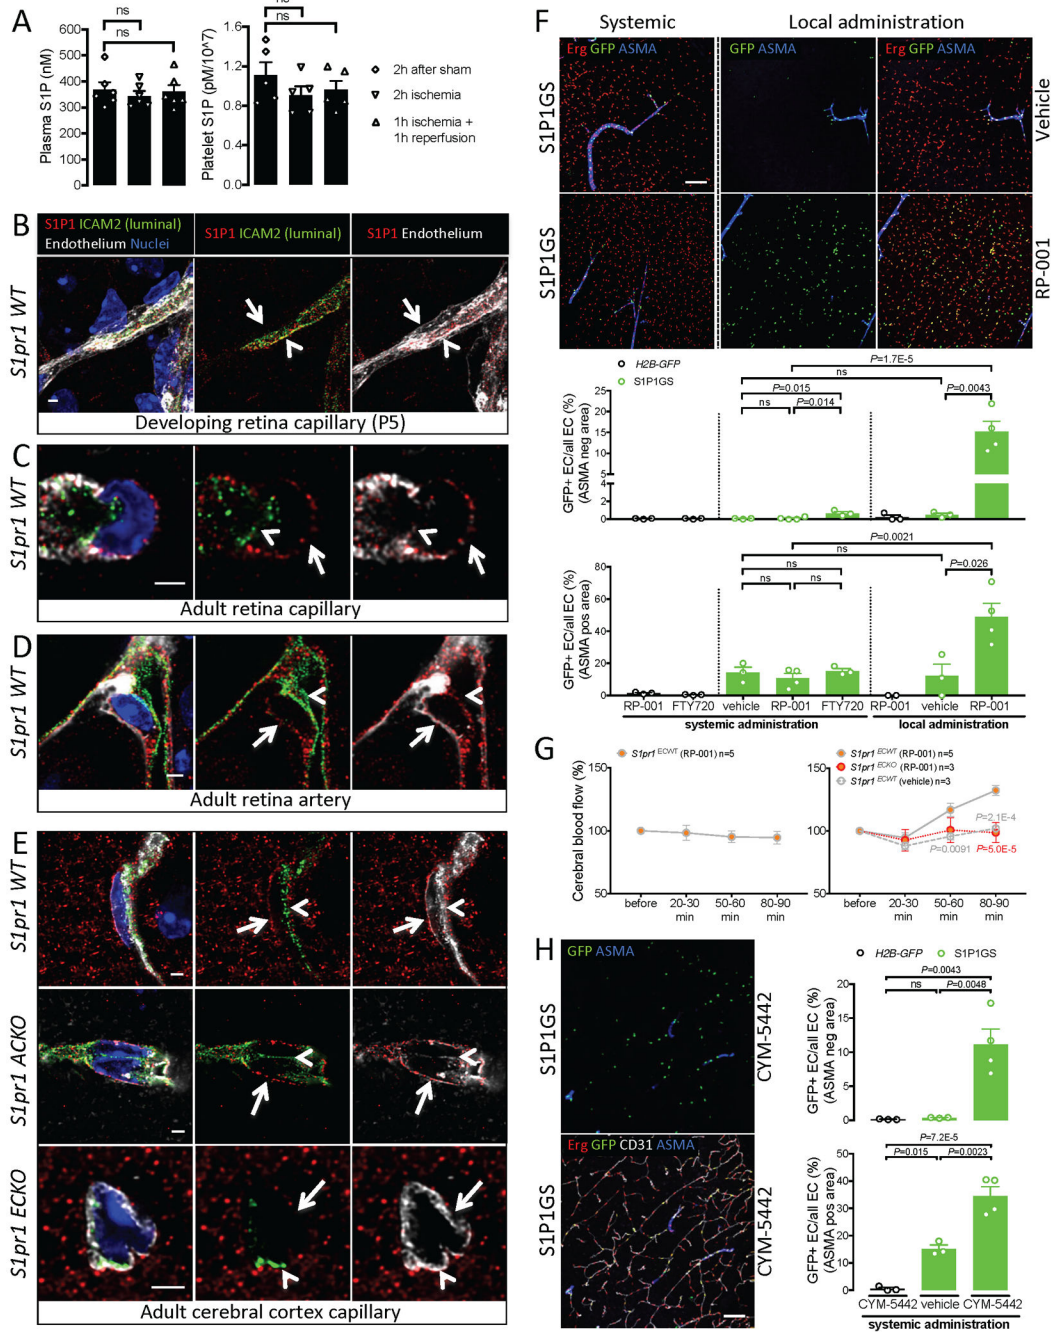 A
ns
ns
Plasma S1P (nM)
600
500
400
300
200
100
0
ns
ns
Platelet S1P (pM/10^7)
1.6
1.2
0.8
0.4
0.0
2h after sham
2h ischemia
1h ischemia +
1h reperfusion
B
S1P1 ICAM2 (luminal)
Endothelium Nuclei
S1P1 ICAM2 (luminal)
S1P1 Endothelium
S1pr1 WT
Developing retina capillary (P5)
C
S1pr1 WT
Adult retina capillary
D
S1pr1 WT
Adult retina artery
E
S1pr1 WT
S1pr1 ACKO
S1pr1 ECKO
Adult cerebral cortex capillary
F
Systemic
Local administration
Erg GFP ASMA
GFP ASMA
Erg GFP ASMA
S1P1GS
Vehicle
S1P1GS
RP-001
H2B-GFP
S1P1GS
P=1.7E-5
ns
P=0.015
P=0.0043
ns
P=0.014
GFP+ EC/all EC (%)
(ASMA neg area)
25
20
15
10
5
4
2
0
P=0.0021
ns
ns
P=0.026
ns
ns
GFP+ EC/all EC (%)
(ASMA pos area)
80
60
40
20
0
RP-001 FTY720 vehicle RP-001 FTY720 RP-001 vehicle RP-001
systemic administration
local administration
G
S1pr1 ECWT (RP-001) n=5
Cerebral blood flow (%)
150
100
50
before
20-30 min
50-60 min
80-90 min
S1pr1 ECWT (RP-001) n=5
S1pr1 ECKO (RP-001) n=3
S1pr1 ECWT (vehicle) n=3
150
100
50
P=2.1E-4
P=0.0091
P=5.0E-5
before
20-30 min
50-60 min
80-90 min
H
GFP ASMA
S1P1GS
CYM-5442
Erg GFP CD31 ASMA
S1P1GS
CYM-5442
H2B-GFP
S1P1GS
P=0.0043
ns
P=0.0048
GFP+ EC/all EC (%)
(ASMA neg area)
20
15
10
5
0
P=7.2E-5
P=0.015
P=0.0023
GFP+ EC/all EC (%)
(ASMA pos area)
50
40
30
20
10
0
CYM-5442 vehicle CYM-5442
systemic administration